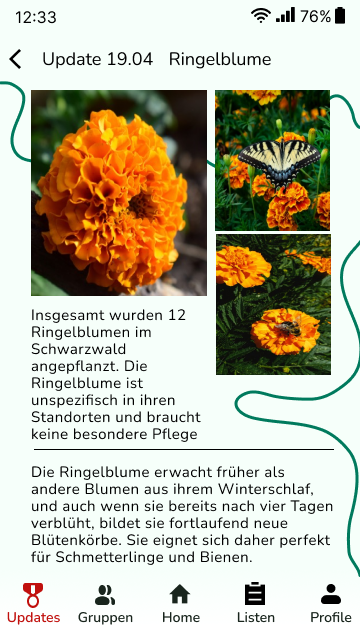 12:33
76%
Update 19.04 Ringelblume
Insgesamt wurden 12
Ringelblumen im
Schwarzwald
angepflanzt. Die
Ringelblume ist
unspezifisch in ihren
Standorten und braucht
keine besondere Pflege
Die Ringelblume erwacht früher als
andere Blumen aus ihrem Winterschlaf,
und auch wenn sie bereits nach vier Tagen
verblüht, bildet sie fortlaufend neue
Blütenkörbe. Sie eignet sich daher perfekt
für Schmetterlinge und Bienen.
Updates
Gruppen
Home
Listen
Profile